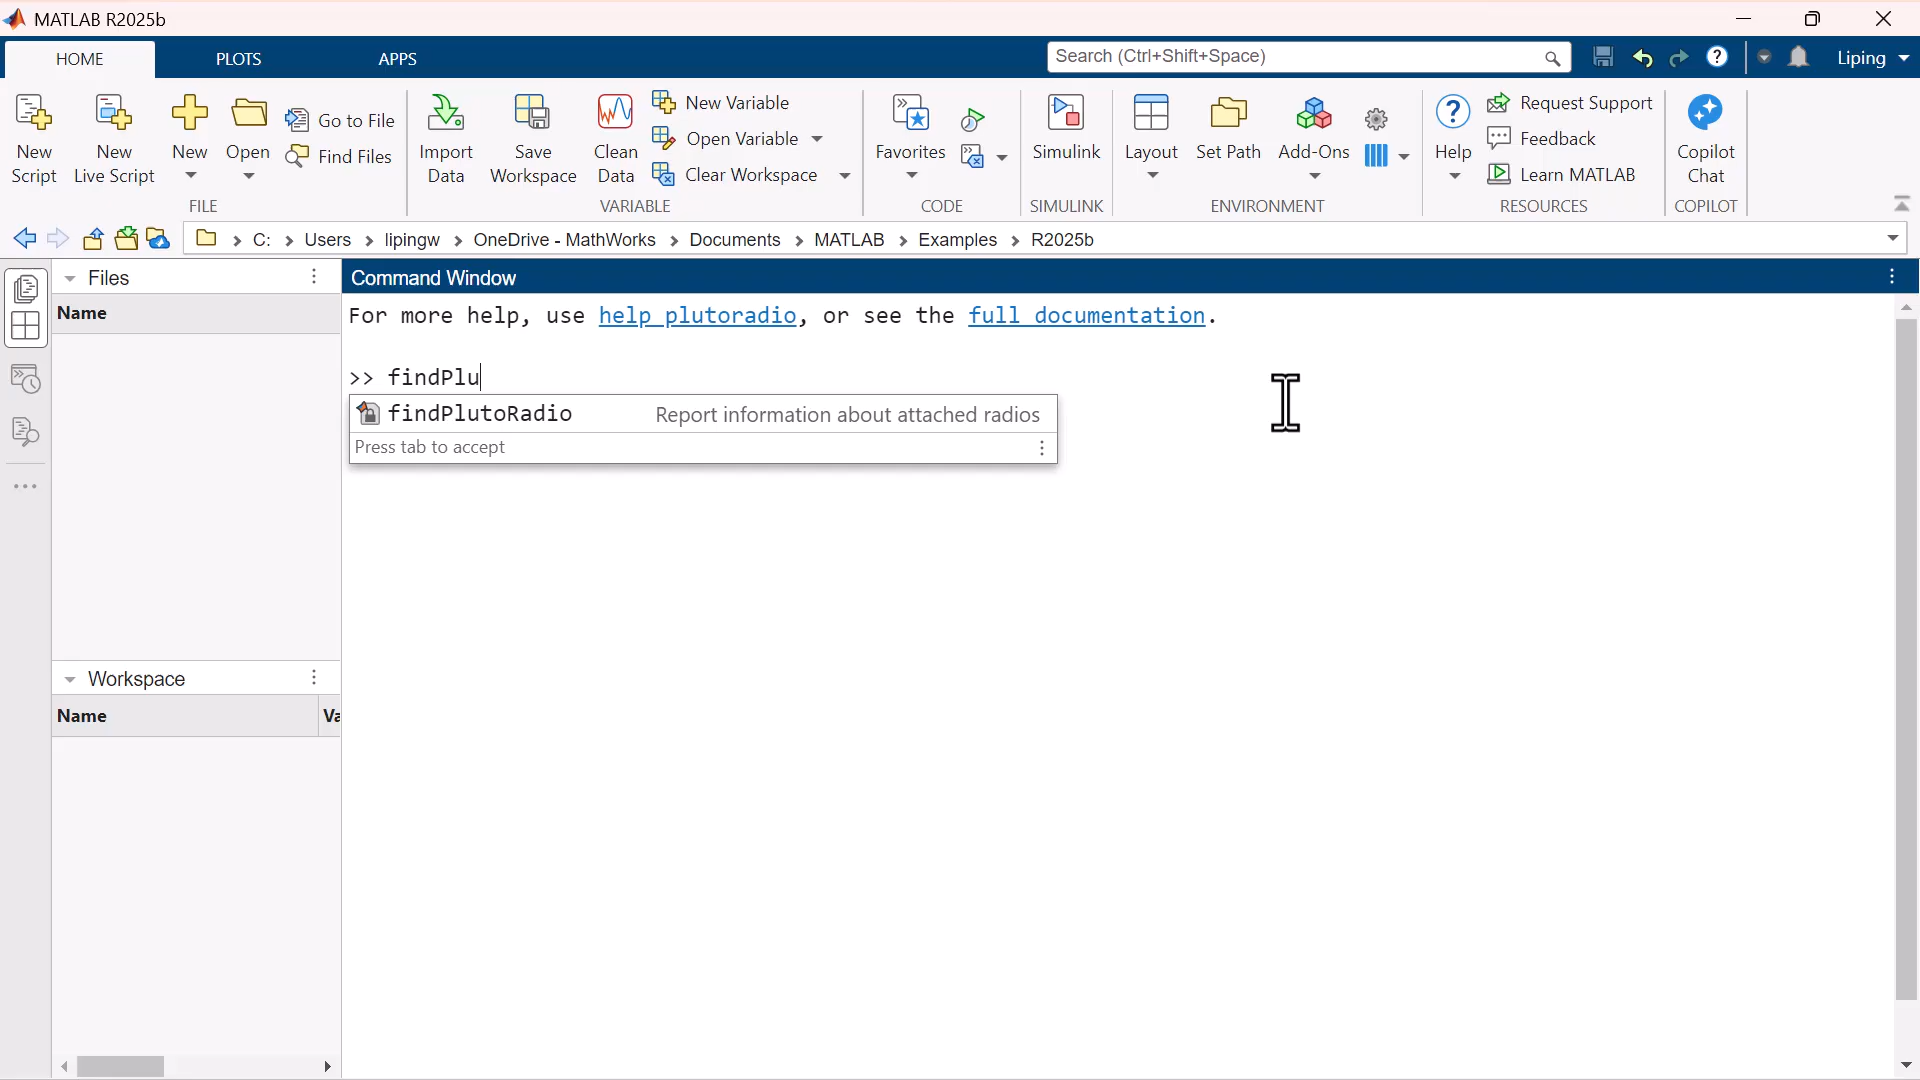 MATLAB R2025b
HOME
PLOTS
APPS
Search (Ctrl+Shift+Space)
Liping
New
Script
New
Live Script
New
Open
Go to File
Find Files
FILE
Import
Data
Save
Workspace
Clean
Data
New Variable
Open Variable
Clear Workspace
VARIABLE
Favorites
CODE
Simulink
SIMULINK
Layout
Set Path
Add-Ons
ENVIRONMENT
Help
Request Support
Feedback
Learn MATLAB
RESOURCES
Copilot
Chat
COPILOT
C: Users lipingw OneDrive - MathWorks Documents MATLAB Examples R2025b
Files
Name
Workspace
Name Va
Command Window
For more help, use help plutoradio, or see the full documentation.
>> findPlu
findPlutoRadio Report information about attached radios
Press tab to accept